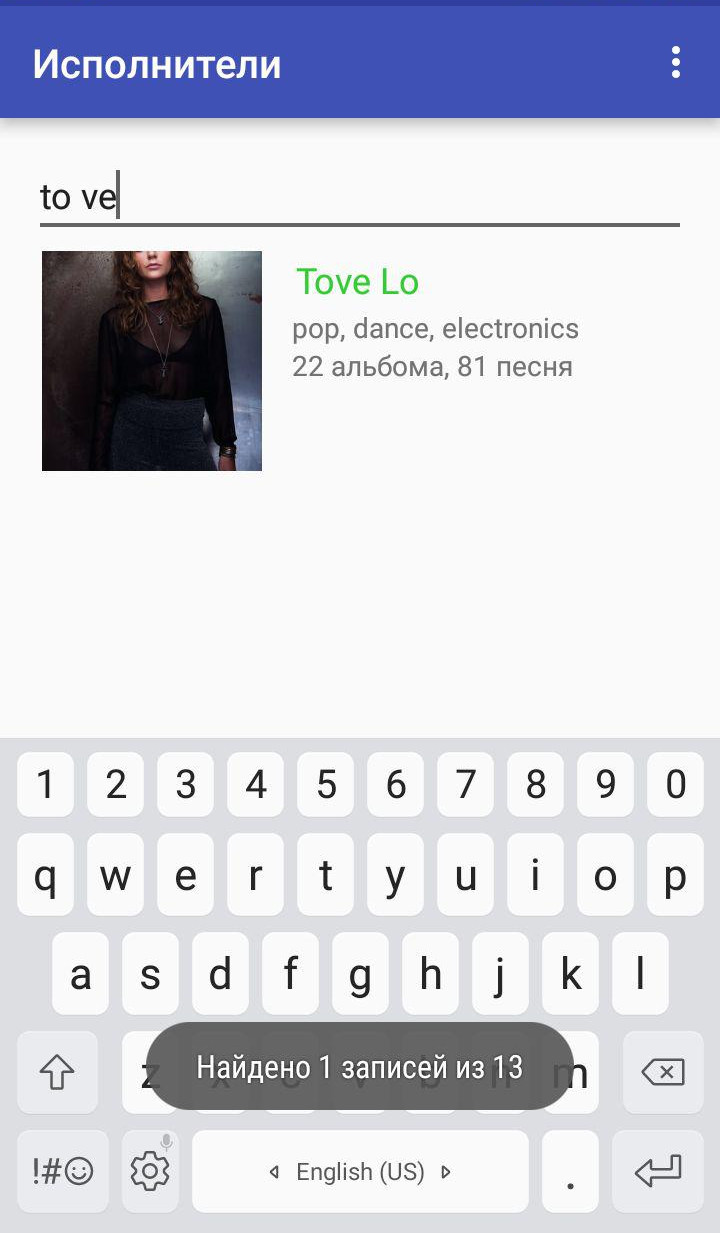 Исполнители
to ve
Tove Lo
pop, dance, electronics
22 альбома, 81 песня
1 2 3 4 5 6 7 8 9 0
q w e r t y u i o p
a s d f g h j k l
z x c v b n m
Найдено 1 записей из 13
!#☺ English (US) .